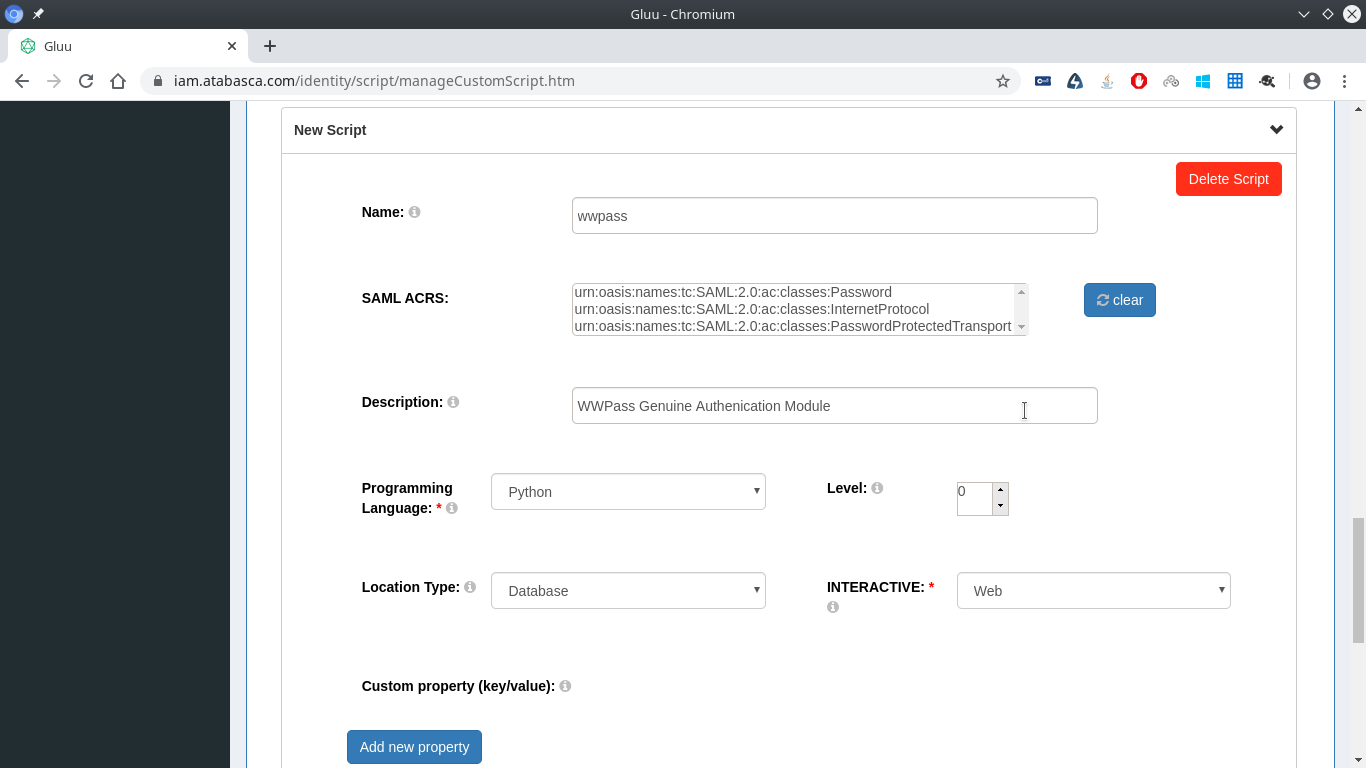 Gluu - Chromium
Gluu
iam.atabasca.com/identity/script/manageCustomScript.htm
New Script
Delete Script
Name:
wwpass
SAML ACRS:
urn:oasis:names:tc:SAML:2.0:ac:classes:Password
urn:oasis:names:tc:SAML:2.0:ac:classes:InternetProtocol
urn:oasis:names:tc:SAML:2.0:ac:classes:PasswordProtectedTransport
clear
Description:
WWPass Genuine Authenication Module
Programming
Language: *
Python
Level:
0
Location Type:
Database
INTERACTIVE: *
Web
Custom property (key/value):
Add new property